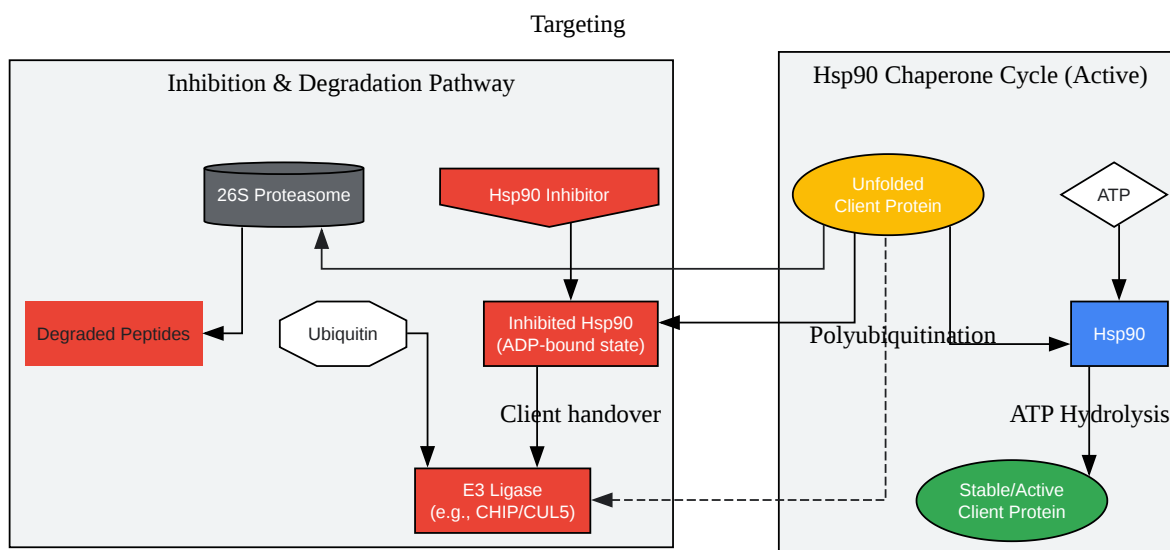 Targeting
Inhibition & Degradation Pathway
Hsp90 Chaperone Cycle (Active)
26S Proteasome
Hsp90 Inhibitor
Unfolded
Client Protein
ATP
Degraded Peptides
Ubiquitin
Inhibited Hsp90
(ADP-bound state)
Polyubiquitination
Hsp90
Client handover
ATP Hydrolysis
E3 Ligase
(e.g., CHIP/CUL5)
Stable/Active
Client Protein